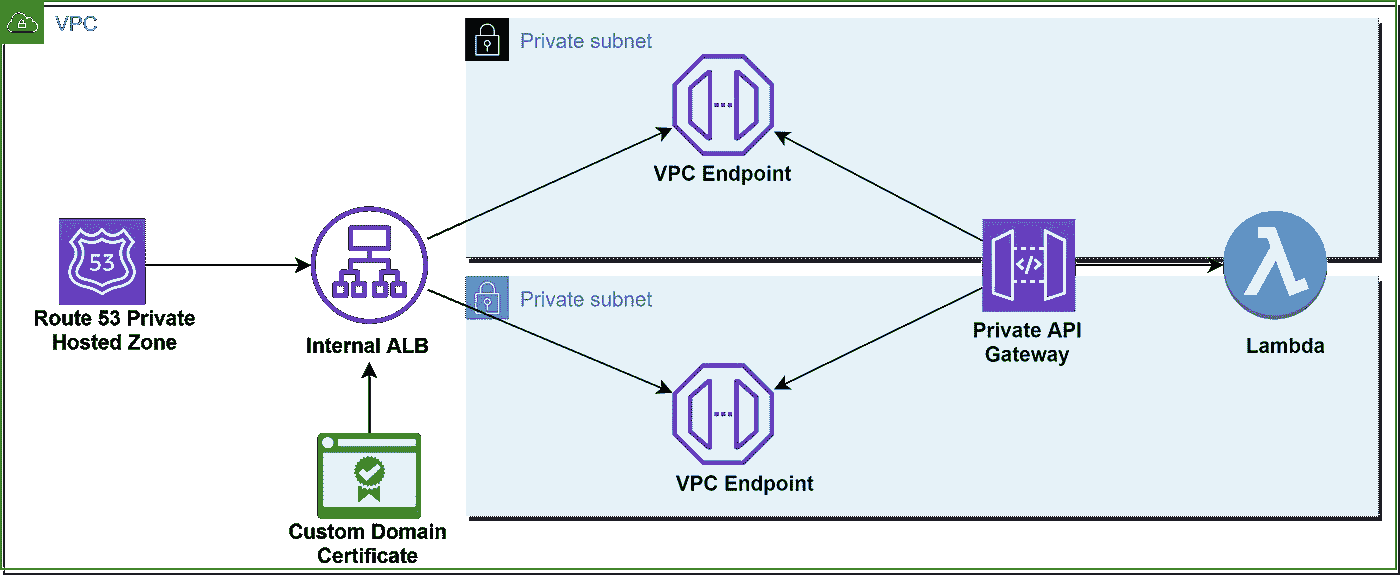 VPC
Private subnet
VPC Endpoint
53
Route 53 Private
Hosted Zone
Internal ALB
</>
Private API
Gateway
Lambda
Private subnet
VPC Endpoint
Custom Domain
Certificate